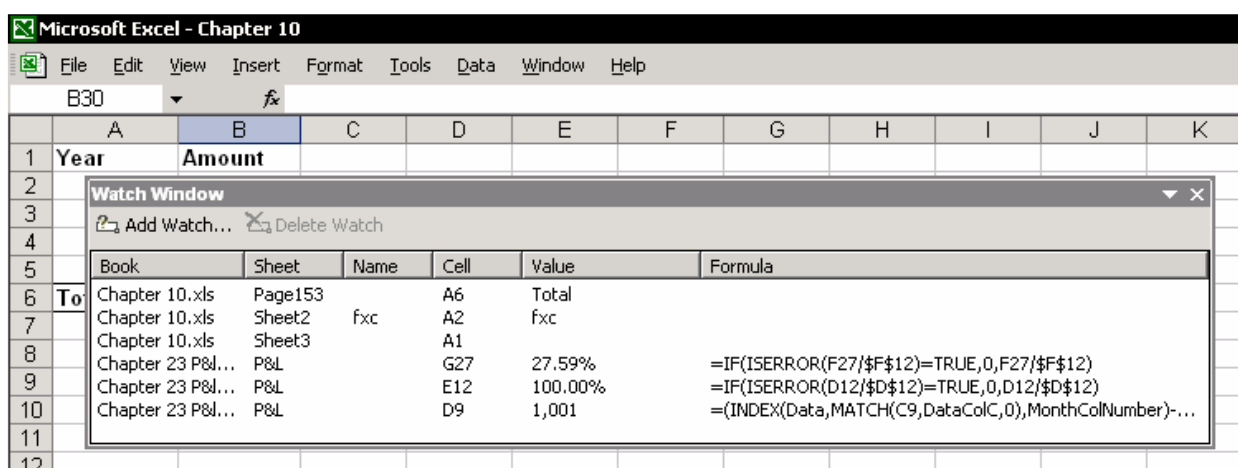 Microsoft Excel - Chapter 10
File Edit View Insert Format Tools Data Window Help
B30 fx
A B C D E F G H I J K
1 Year Amount
2
Watch Window
3
Add Watch... Delete Watch
4
5
Book Sheet Name Cell Value Formula
6 To
Chapter 10.xls Page153 A6 Total
7
Chapter 10.xls Sheet2 fxc A2 fxc
Chapter 10.xls Sheet3 A1
8
Chapter 23 P&l... P&L G27 27.59% =IF(ISERROR(F27/$F$12)=TRUE,0,F27/$F$12)
9
Chapter 23 P&l... P&L E12 100.00% =IF(ISERROR(D12/$D$12)=TRUE,0,D12/$D$12)
10
Chapter 23 P&l... P&L D9 1,001 =(INDEX(Data,MATCH(C9,DataColC,0),MonthColNumber)-...
11
12